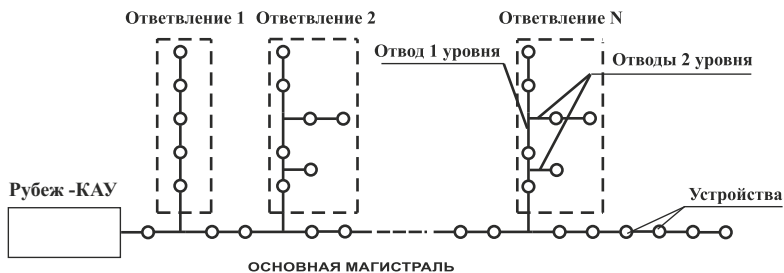 Ответвление 1
Ответвление 2
Ответвление N
Отвод 1 уровня
Отводы 2 уровня
Рубеж -КАУ
Устройства
ОСНОВНАЯ МАГИСТРАЛЬ